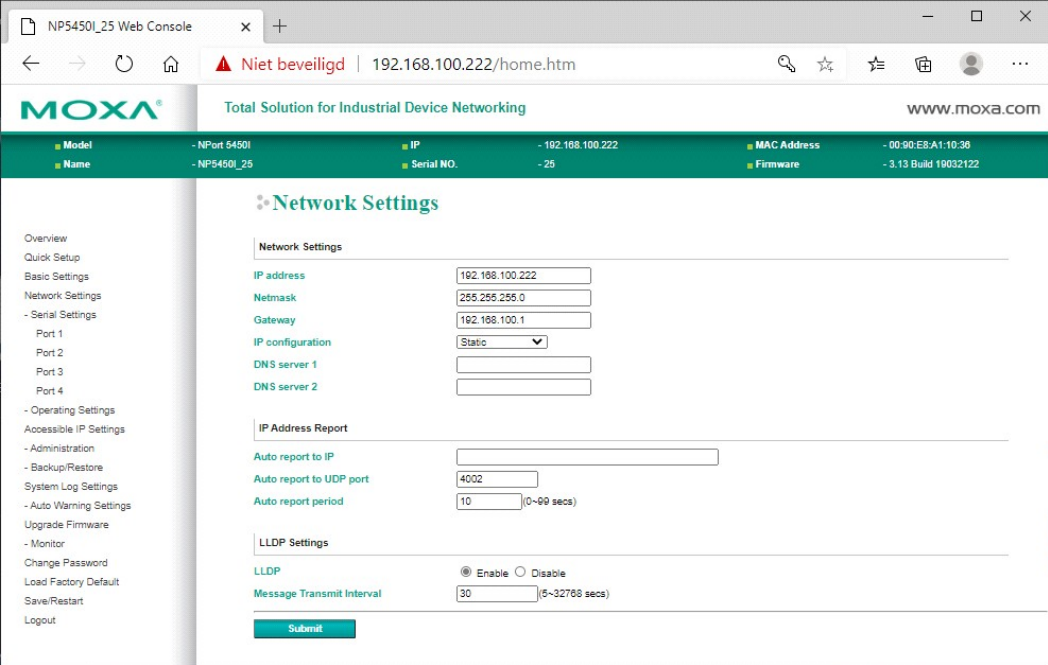 NP5450I_25 Web Console
Niet beveiligd 192.168.100.222/home.htm
MOXA® Total Solution for Industrial Device Networking www.moxa.com
Model - NPort 5450I IP - 192.168.100.222 MAC Address - 00:90:E8:A1:10:36
Name - NP5450I_25 Serial NO. - 25 Firmware - 3.13 Build 19032122
Overview
Quick Setup
Basic Settings
Network Settings
- Serial Settings
Port 1
Port 2
Port 3
Port 4
- Operating Settings
Accessible IP Settings
- Administration
- Backup/Restore
System Log Settings
- Auto Warning Settings
Upgrade Firmware
- Monitor
Change Password
Load Factory Default
Save/Restart
Logout
Network Settings
Network Settings
IP address 192.168.100.222
Netmask 255.255.255.0
Gateway 192.168.100.1
IP configuration Static
DNS server 1
DNS server 2
IP Address Report
Auto report to IP
Auto report to UDP port 4002
Auto report period 10 (0~99 secs)
LLDP Settings
LLDP Enable Disable
Message Transmit Interval 30 (5~32768 secs)
Submit